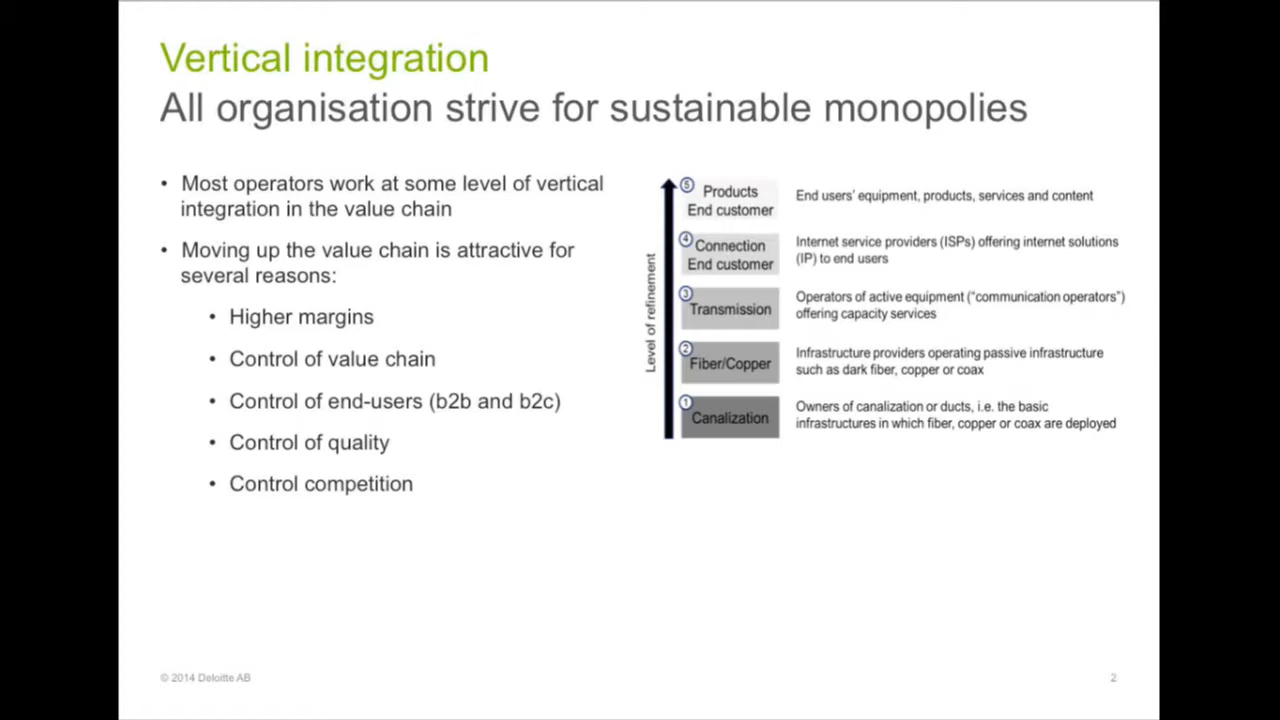 Vertical integration
All organisation strive for sustainable monopolies
• Most operators work at some level of vertical
integration in the value chain
• Moving up the value chain is attractive for
several reasons:
• Higher margins
• Control of value chain
• Control of end-users (b2b and b2c)
• Control of quality
• Control competition
Level of refinement
5
Products
End customer
End users' equipment, products, services and content
4
Connection
End customer
Internet service providers (ISPs) offering internet solutions
(IP) to end users
3
Transmission
Operators of active equipment (“communication operators”)
offering capacity services
2
Fiber/Copper
Infrastructure providers operating passive infrastructure
such as dark fiber, copper or coax
1
Canalization
Owners of canalization or ducts, i.e. the basic
infrastructures in which fiber, copper or coax are deployed
© 2014 Deloitte AB
2